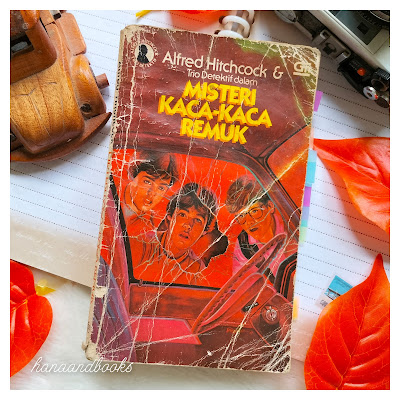 Alfred Hitchcock &
Trio Detektif dalam
MISTERI
KACA-KACA
REMUK
hanaandbooks